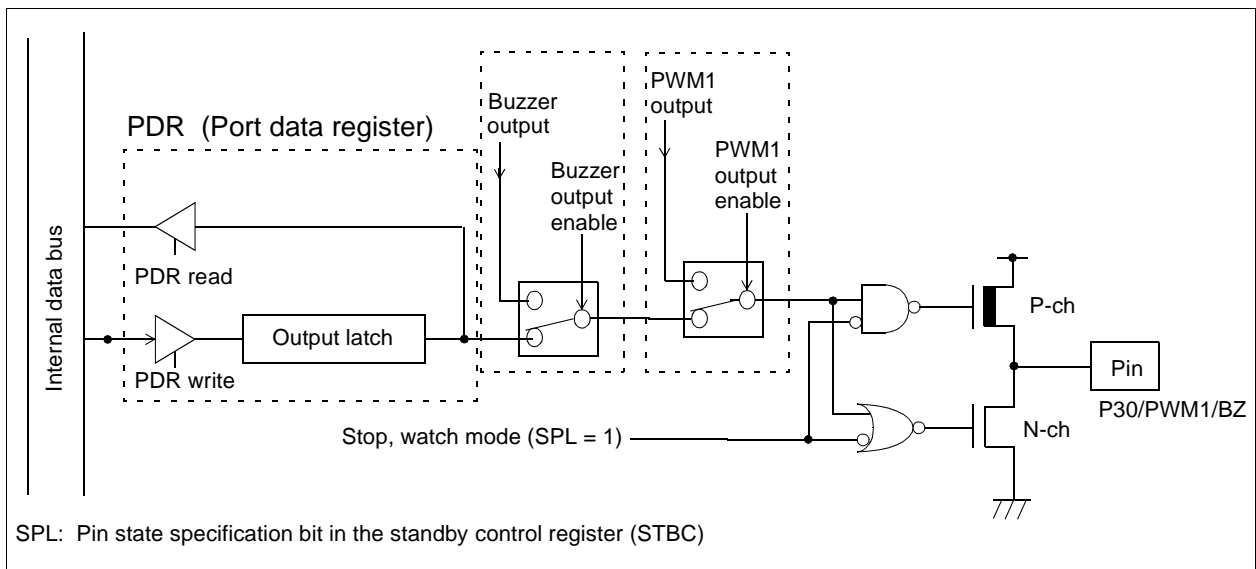 PDR (Port data register)
Buzzer
output
Buzzer
output
enable
PWM1
output
PWM1
output
enable
Internal data bus
PDR read
Output latch
PDR write
P-ch
Pin
P30/PWM1/BZ
N-ch
Stop, watch mode (SPL = 1)
SPL: Pin state specification bit in the standby control register (STBC)